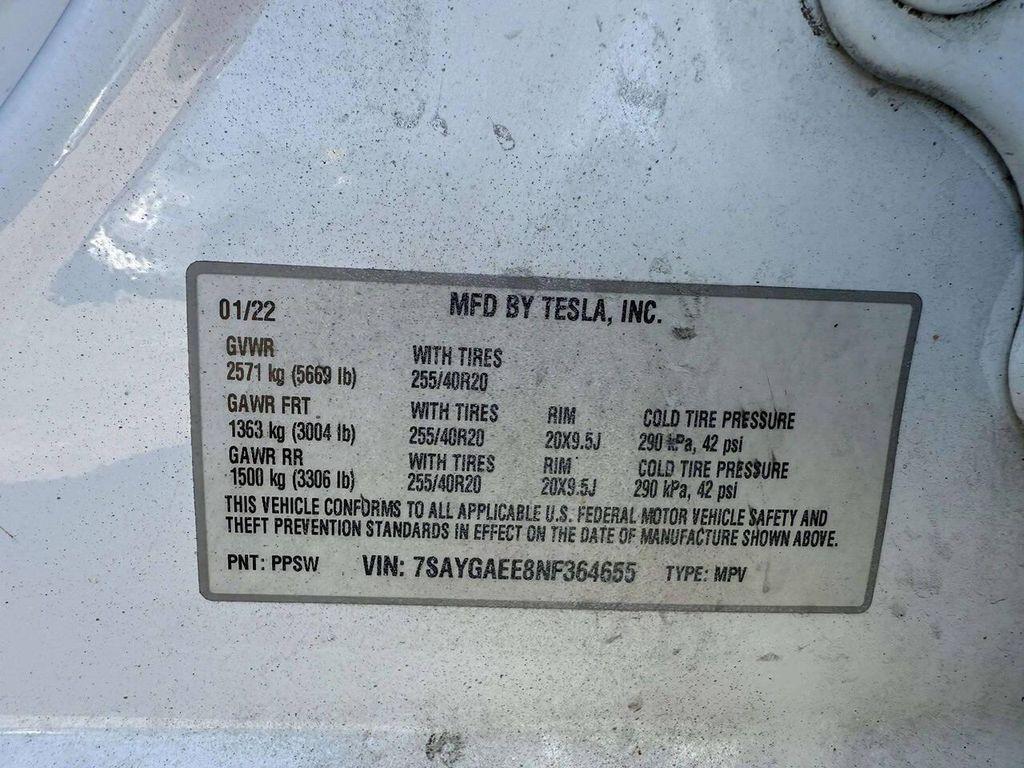 01/22 MFD BY TESLA, INC.
GVWR WITH TIRES
2571 kg (5669 lb) 255/40R20
GAWR FRT WITH TIRES RIM COLD TIRE PRESSURE
1363 kg (3004 lb) 255/40R20 20X9.5J 290 kPa, 42 psi
GAWR RR WITH TIRES RIM COLD TIRE PRESSURE
1500 kg (3306 lb) 255/40R20 20X9.5J 290 kPa, 42 psi
THIS VEHICLE CONFORMS TO ALL APPLICABLE U.S. FEDERAL MOTOR VEHICLE SAFETY AND
THEFT PREVENTION STANDARDS IN EFFECT ON THE DATE OF MANUFACTURE SHOWN ABOVE.
PNT: PPSW VIN: 7SAYGAEE8NF364655 TYPE: MPV